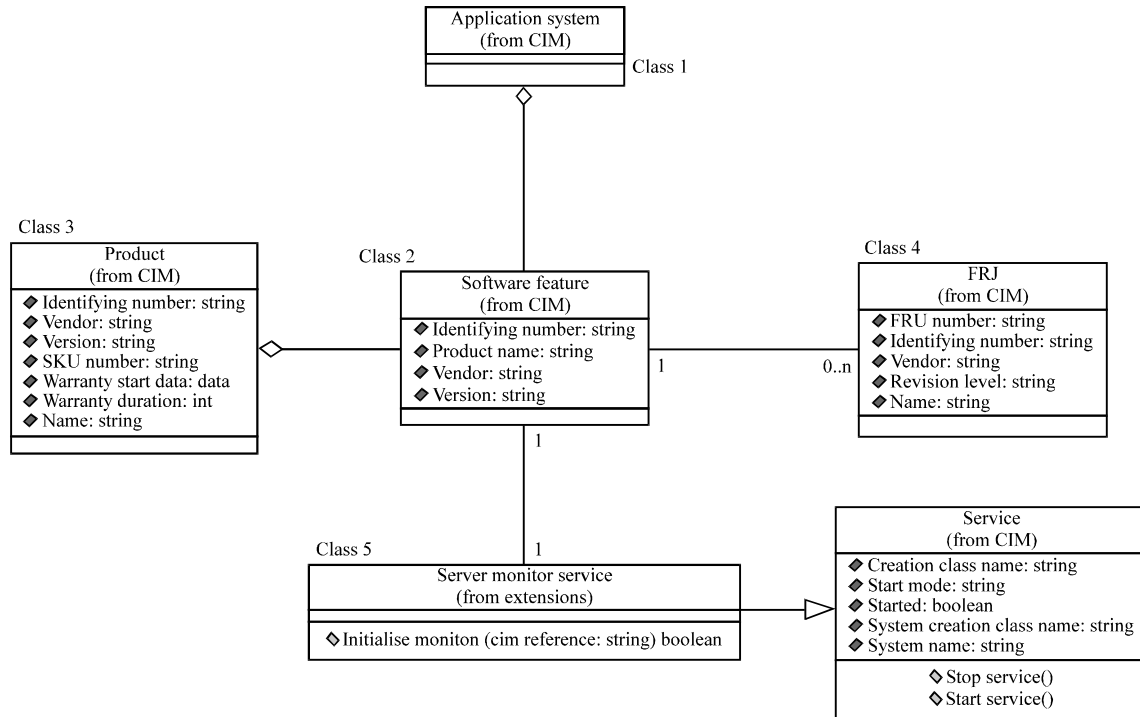 Application system
(from CIM)
Class 1
Class 3
Product
(from CIM)
Identifying number: string
Vendor: string
Version: string
SKU number: string
Warranty start data: data
Warranty duration: int
Name: string
Class 2
Software feature
(from CIM)
Identifying number: string
Product name: string
Vendor: string
Version: string
1
0..n
Class 4
FRJ
(from CIM)
FRU number: string
Identifying number: string
Vendor: string
Revision level: string
Name: string
1
1
Class 5
Server monitor service
(from extensions)
Initialise moniton (cim reference: string) boolean
Service
(from CIM)
Creation class name: string
Start mode: string
Started: boolean
System creation class name: string
System name: string
Stop service()
Start service()